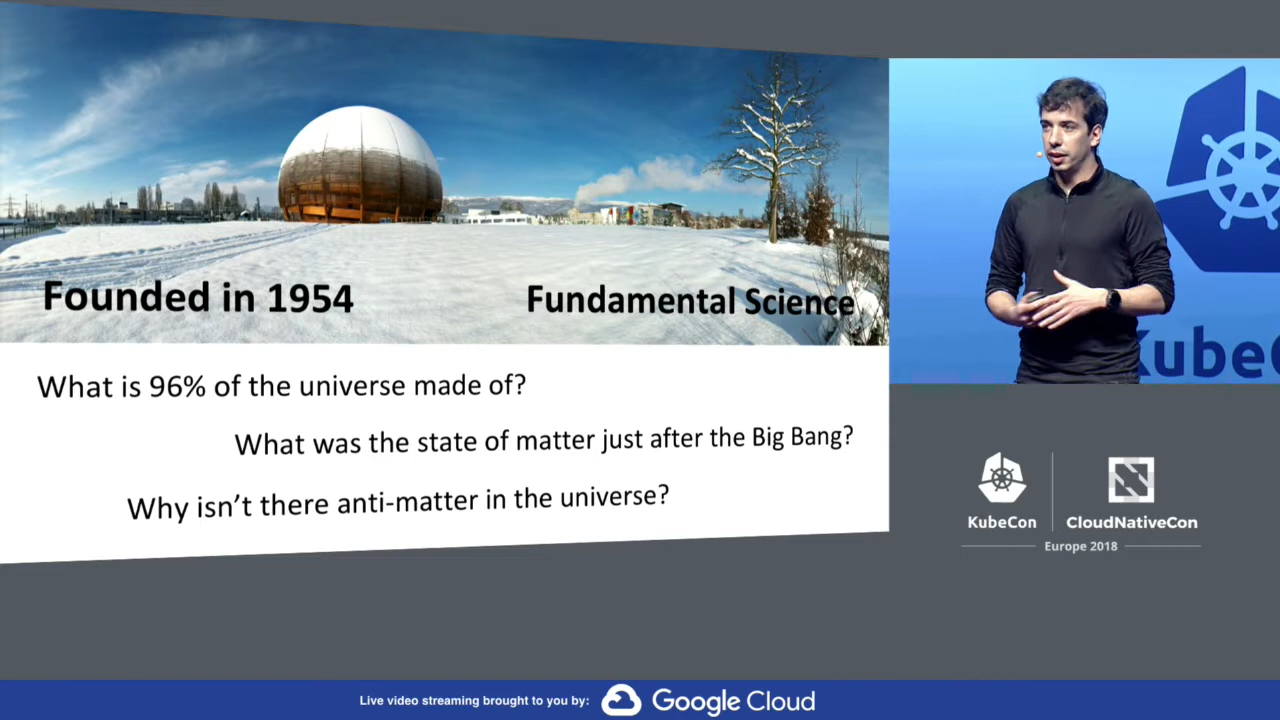 Founded in 1954
Fundamental Science
What is 96% of the universe made of?
What was the state of matter just after the Big Bang?
Why isn't there anti-matter in the universe?
KubeC
KubeCon
CloudNativeCon
Europe 2018
Live video streaming brought to you by:
Google Cloud